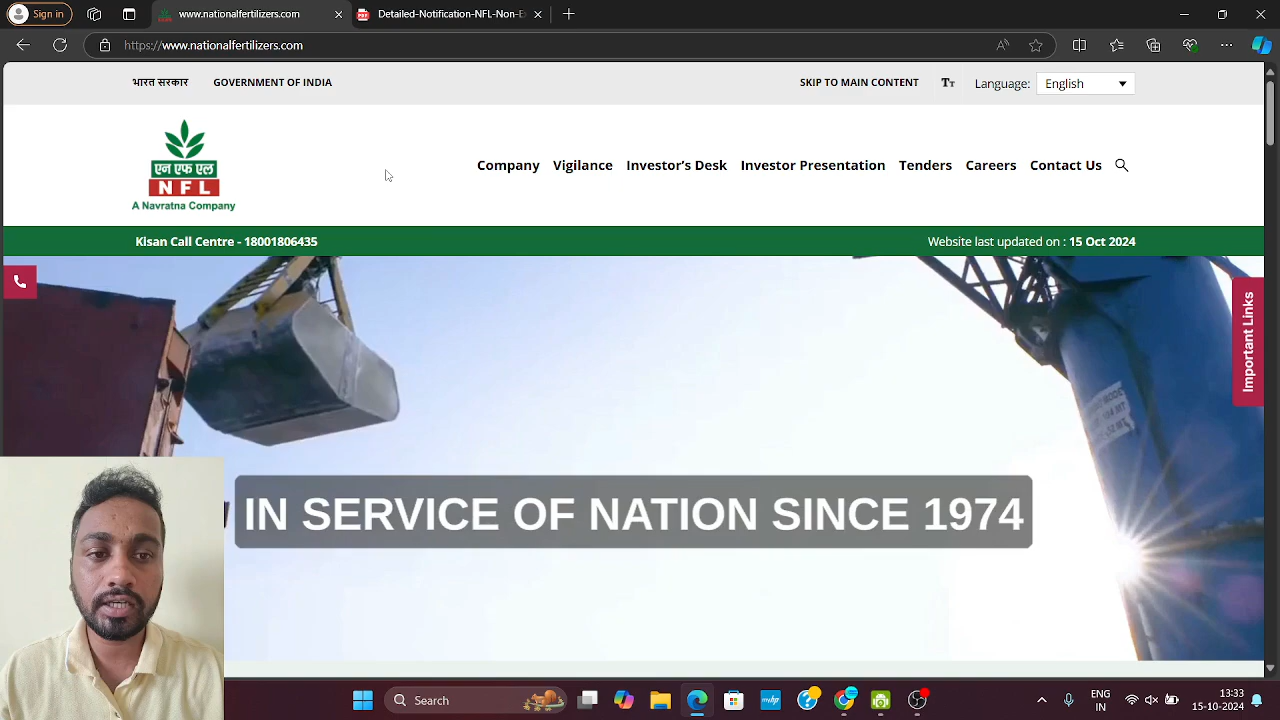 Sign in
www.nationalfertilizers.com
Detailed-Notification-NFL-Non-E
https://www.nationalfertilizers.com
भारत सरकार
GOVERNMENT OF INDIA
SKIP TO MAIN CONTENT
TT
Language:
English
एन एफ एल
NFL
A Navratna Company
Company
Vigilance
Investor's Desk
Investor Presentation
Tenders
Careers
Contact Us
Kisan Call Centre - 18001806435
Website last updated on : 15 Oct 2024
Important Links
IN SERVICE OF NATION SINCE 1974
Search
ENG
IN
13:33
15-10-2024